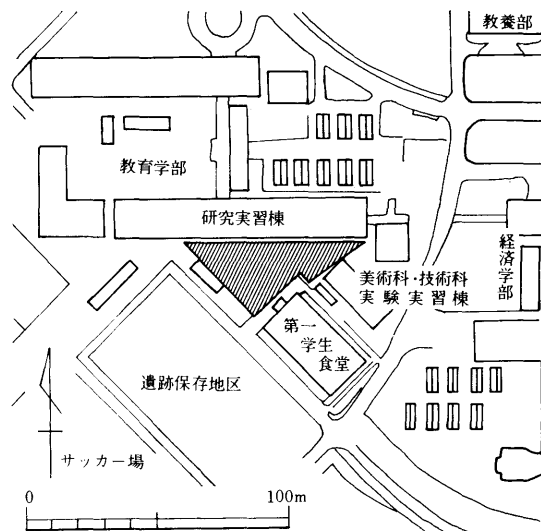 教養部
教育学部
研究実習棟
経済学部
美術科・技術科
実験実習棟
第一
学生
食堂
遺跡保存地区
サッカー場
0
100m